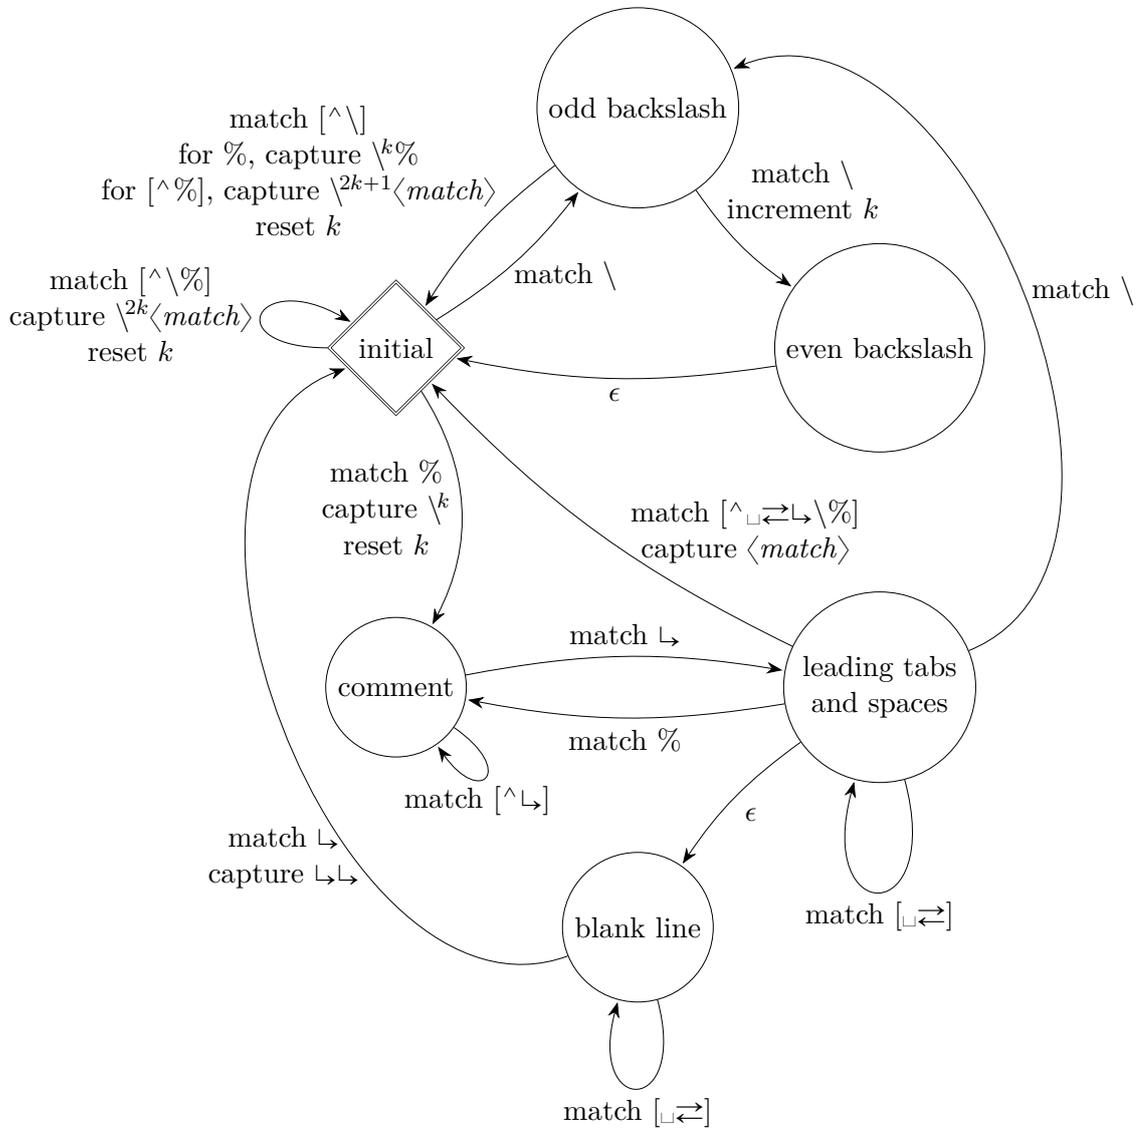 odd backslash
match [^\]
for %, capture \^k%
for [^%], capture \^2k+1⟨match⟩
reset k
match \
increment k
match \
match [^\%]
capture \^2k⟨match⟩
reset k
match \
initial
even backslash
ϵ
match %
capture \^k
reset k
match [^␣⇄↳\%]
capture ⟨match⟩
match ↳
leading tabs
and spaces
comment
match %
match [^↳]
ϵ
match ↳
capture ↳↳
match [␣⇄]
blank line
match [␣⇄]